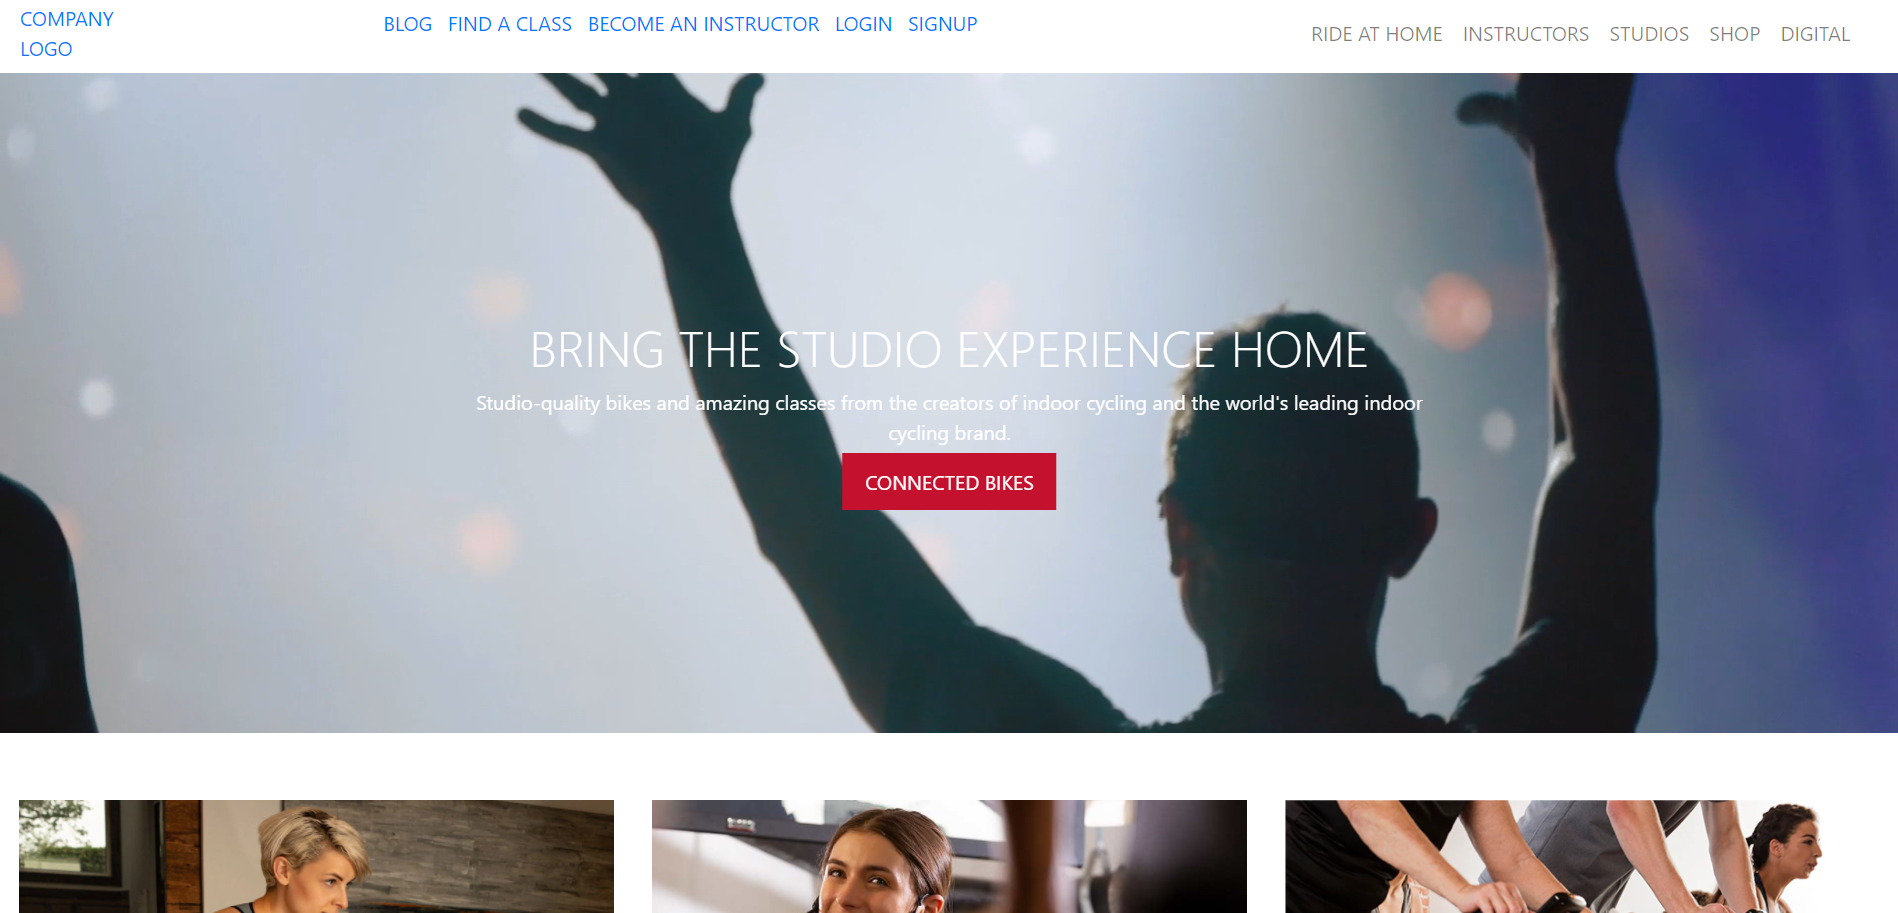 COMPANY
LOGO
BLOG FIND A CLASS BECOME AN INSTRUCTOR LOGIN SIGNUP
RIDE AT HOME INSTRUCTORS STUDIOS SHOP DIGITAL
BRING THE STUDIO EXPERIENCE HOME
Studio-quality bikes and amazing classes from the creators of indoor cycling and the world's leading indoor
cycling brand.
CONNECTED BIKES